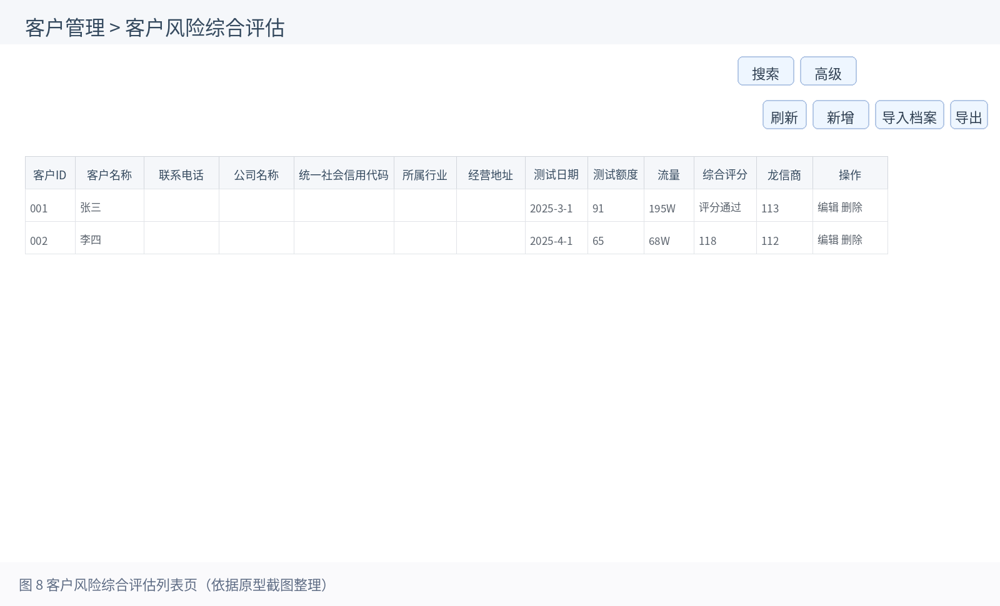 客户管理 > 客户风险综合评估
搜索 高级
刷新 新增 导入档案 导出
客户ID 客户名称 联系电话 公司名称 统一社会信用代码 所属行业 经营地址 测试日期 测试额度 流量 综合评分 龙信商 操作
001 张三 2025-3-1 91 195W 评分通过 113 编辑 删除
002 李四 2025-4-1 65 68W 118 112 编辑 删除
图 8 客户风险综合评估列表页（依据原型截图整理）